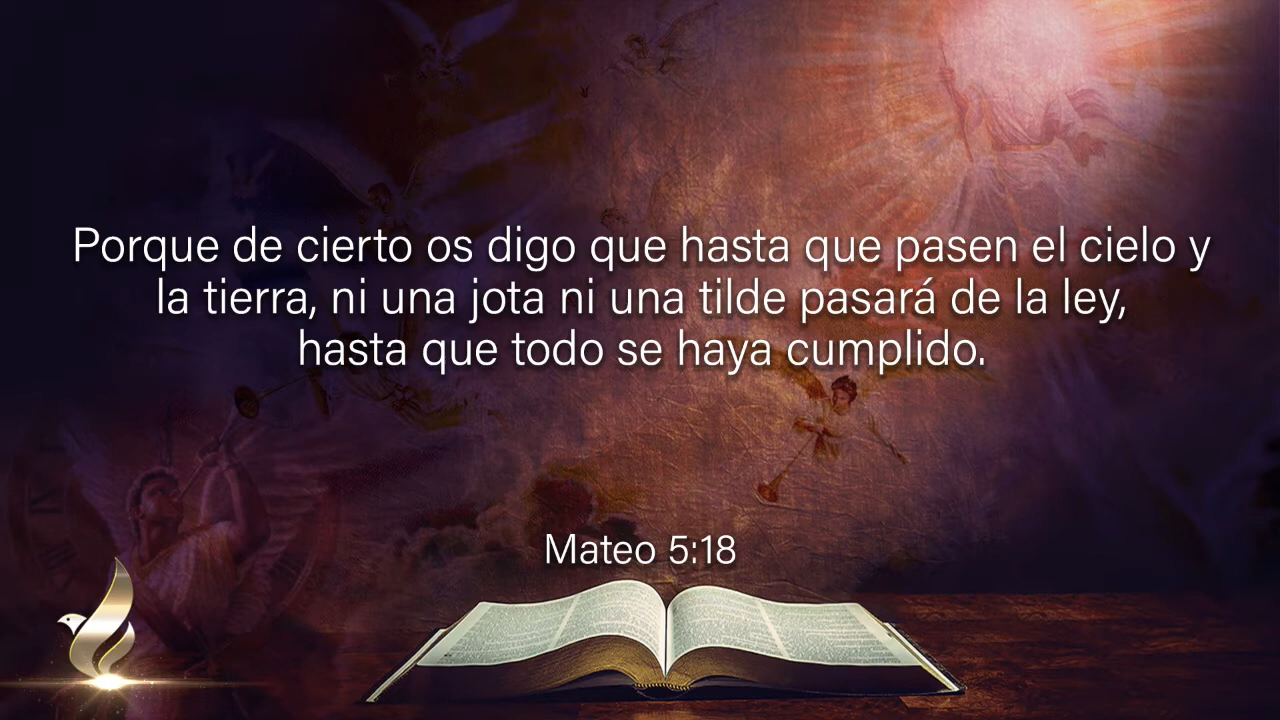 Porque de cierto os digo que hasta que pasen el cielo y
la tierra, ni una jota ni una tilde pasará de la ley,
hasta que todo se haya cumplido.
Mateo 5:18